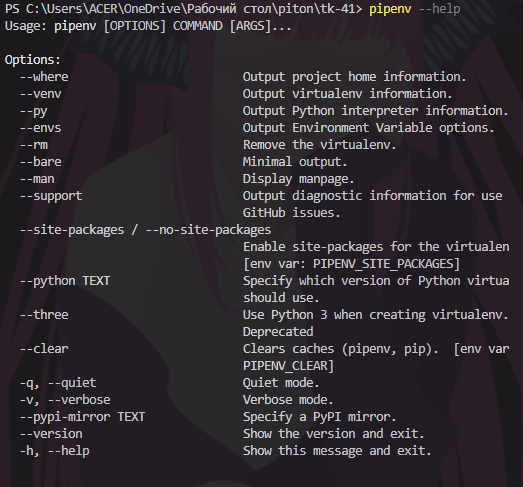 PS C:\Users\ACER\OneDrive\Рабочий стол\piton\tk-41> pipenv --help
Usage: pipenv [OPTIONS] COMMAND [ARGS]...
Options:
--where Output project home information.
--venv Output virtualenv information.
--py Output Python interpreter information.
--envs Output Environment Variable options.
--rm Remove the virtualenv.
--bare Minimal output.
--man Display manpage.
--support Output diagnostic information for use
GitHub issues.
--site-packages / --no-site-packages
Enable site-packages for the virtualen
[env var: PIPENV_SITE_PACKAGES]
--python TEXT Specify which version of Python virtua
should use.
--three Use Python 3 when creating virtualenv.
Deprecated
--clear Clears caches (pipenv, pip). [env var
PIPENV_CLEAR]
-q, --quiet Quiet mode.
-v, --verbose Verbose mode.
--pypi-mirror TEXT Specify a PyPI mirror.
--version Show the version and exit.
-h, --help Show this message and exit.